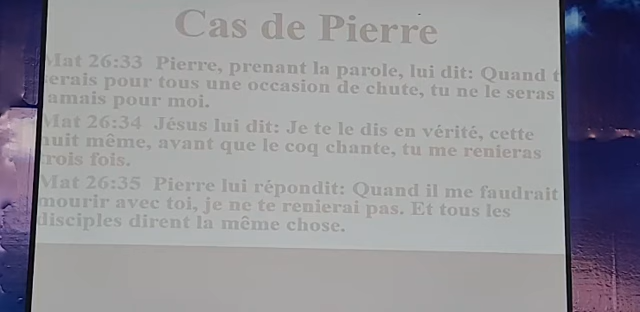 Cas de Pierre
Mat 26:33 Pierre, prenant la parole, lui dit: Quand t
erais pour tous une occasion de chute, tu ne le seras
amais pour moi.
Mat 26:34 Jésus lui dit: Je te le dis en vérité, cette
nuit même, avant que le coq chante, tu me renieras
rois fois.
Mat 26:35 Pierre lui répondit: Quand il me faudrait
mourir avec toi, je ne te renierai pas. Et tous les
disciples dirent la même chose.